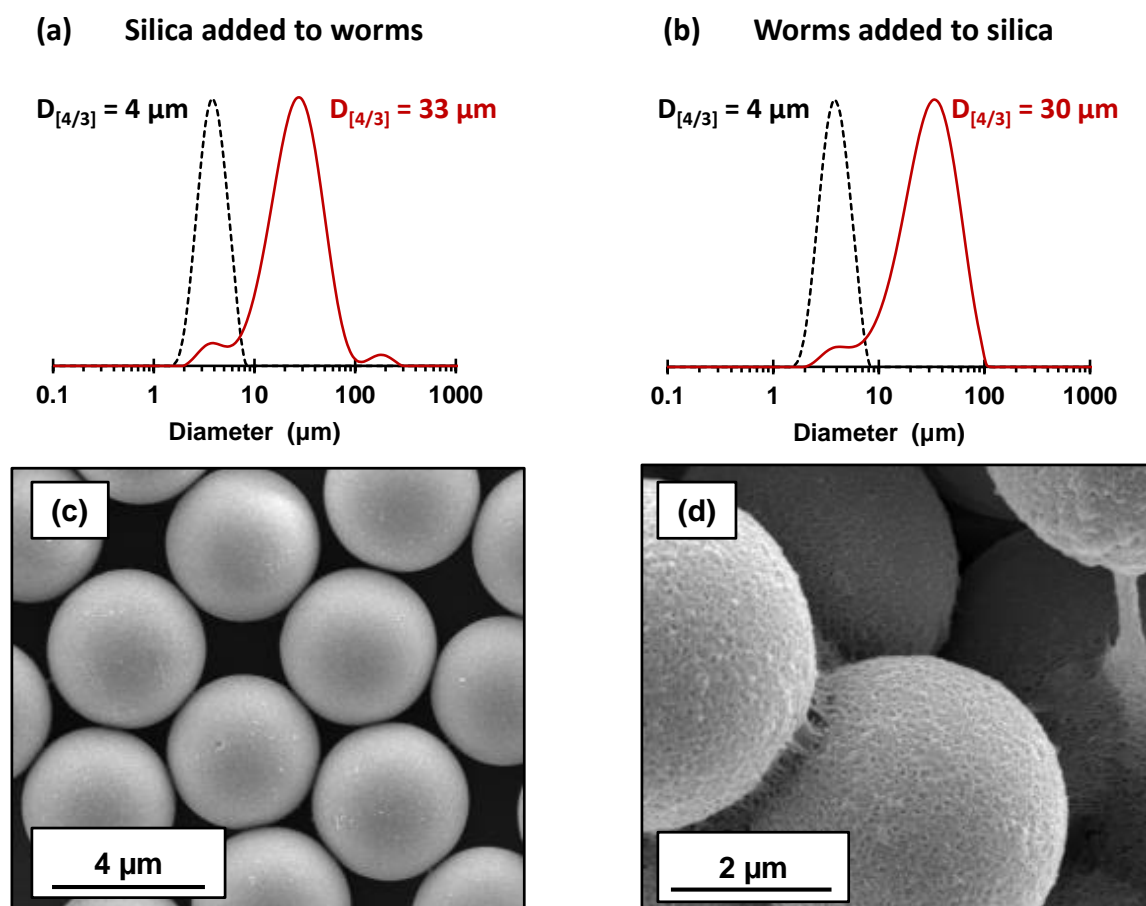 (a) Silica added to worms
D[4/3] = 4 µm D[4/3] = 33 µm
0.1 1 10 100 1000
Diameter (µm)
(b) Worms added to silica
D[4/3] = 4 µm D[4/3] = 30 µm
0.1 1 10 100 1000
Diameter (µm)
(c)
4 µm
(d)
2 µm